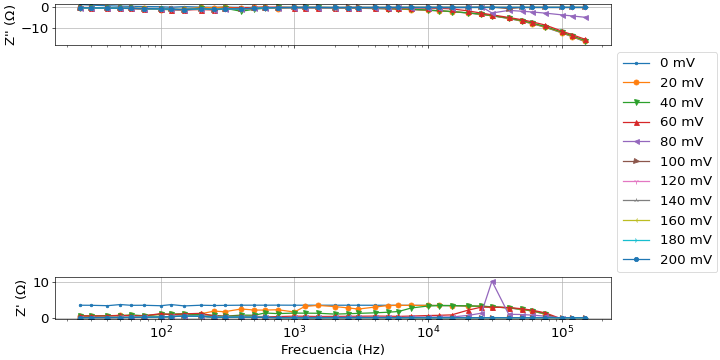 Z'' (Ω)
0
−10
0 mV
20 mV
40 mV
60 mV
80 mV
100 mV
120 mV
140 mV
160 mV
180 mV
200 mV
Z' (Ω)
10
0
10²
10³
10⁴
10⁵
Frecuencia (Hz)